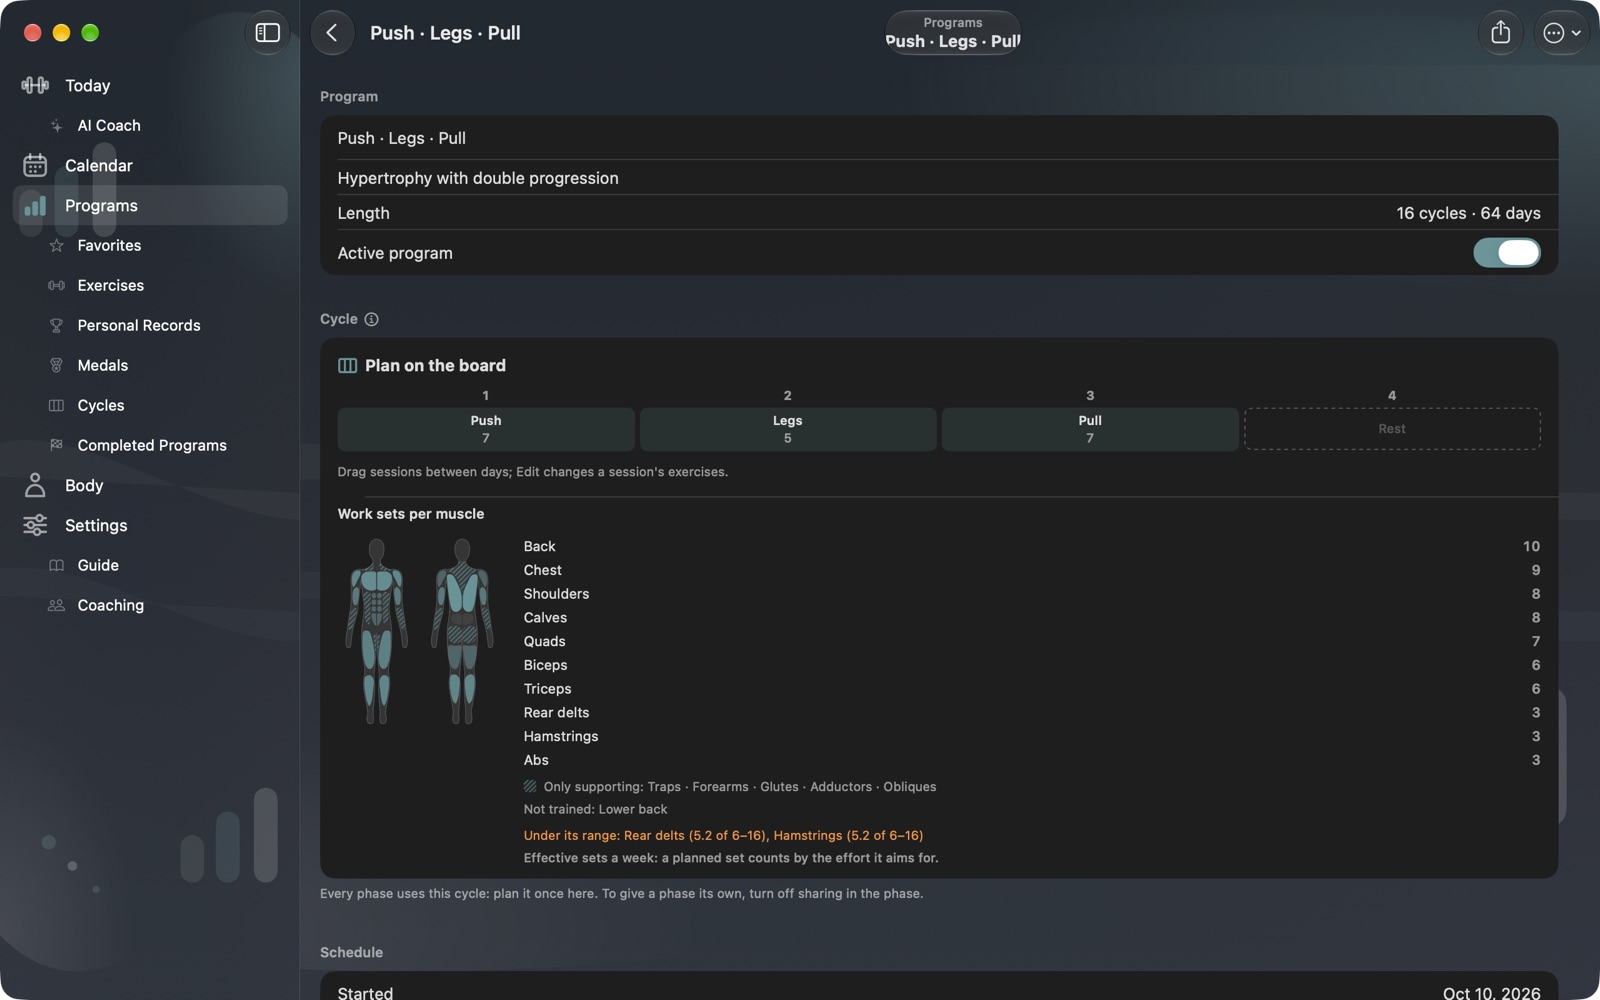 Push · Legs · Pull
Programs
Push · Legs · Pull
Today
AI Coach
Calendar
Programs
Favorites
Exercises
Personal Records
Medals
Cycles
Completed Programs
Body
Settings
Guide
Coaching
Program
Push · Legs · Pull
Hypertrophy with double progression
Length 16 cycles · 64 days
Active program
Cycle
Plan on the board
1 2 3 4
Push Legs Pull Rest
7 5 7
Drag sessions between days; Edit changes a session's exercises.
Work sets per muscle
Back 10
Chest 9
Shoulders 8
Calves 8
Quads 7
Biceps 6
Triceps 6
Rear delts 3
Hamstrings 3
Abs 3
Only supporting: Traps · Forearms · Glutes · Adductors · Obliques
Not trained: Lower back
Under its range: Rear delts (5.2 of 6–16), Hamstrings (5.2 of 6–16)
Effective sets a week: a planned set counts by the effort it aims for.
Every phase uses this cycle: plan it once here. To give a phase its own, turn off sharing in the phase.
Schedule
Started Oct 10, 2026